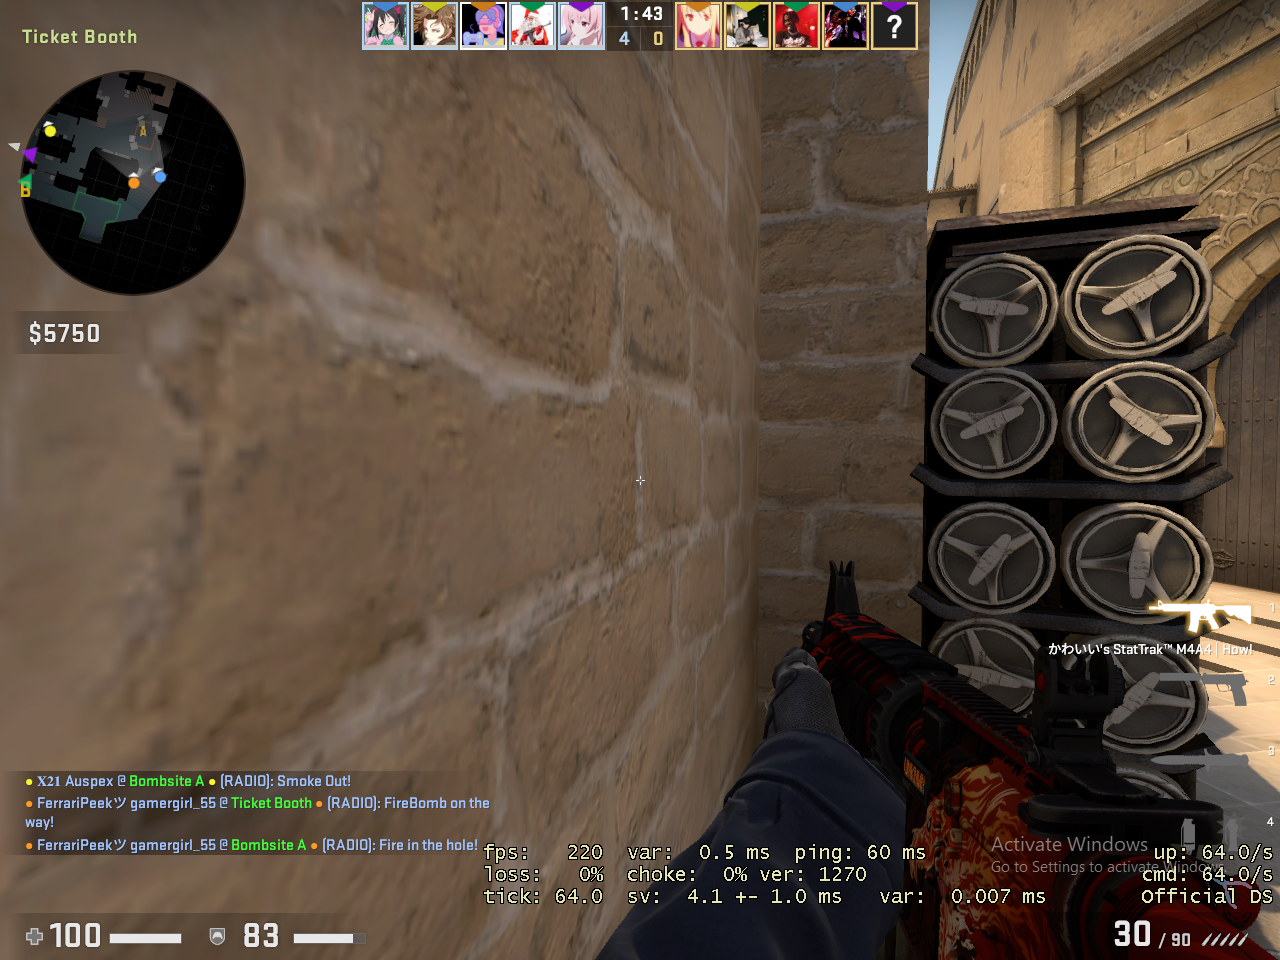 Ticket Booth
1:43
4 0
?
A
B
$5750
1
かわいい's StatTrak™ M4A4 | Howl
2
3
4
● X21 Auspex @ Bombsite A ● (RADIO): Smoke Out!
● FerrariPeekツ gamergirl_55 @ Ticket Booth ● (RADIO): FireBomb on the
way!
● FerrariPeekツ gamergirl_55 @ Bombsite A ● (RADIO): Fire in the hole!
fps: 220 var: 0.5 ms ping: 60 ms
loss: 0% choke: 0% ver: 1270
tick: 64.0 sv: 4.1 +- 1.0 ms var: 0.007 ms
Activate Windows
Go to Settings to activate Windows.
up: 64.0/s
cmd: 64.0/s
Official DS
100
83
30 / 90